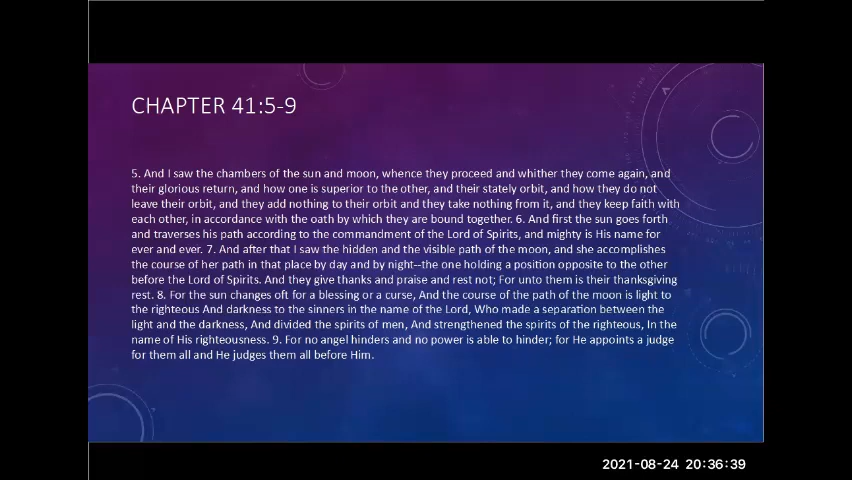 CHAPTER 41:5-9
5. And I saw the chambers of the sun and moon, whence they proceed and whither they come again, and
their glorious return, and how one is superior to the other, and their stately orbit, and how they do not
leave their orbit, and they add nothing to their orbit and they take nothing from it, and they keep faith with
each other, in accordance with the oath by which they are bound together. 6. And first the sun goes forth
and traverses his path according to the commandment of the Lord of Spirits, and mighty is His name for
ever and ever. 7. And after that I saw the hidden and the visible path of the moon, and she accomplishes
the course of her path in that place by day and by night--the one holding a position opposite to the other
before the Lord of Spirits. And they give thanks and praise and rest not; For unto them is their thanksgiving
rest. 8. For the sun changes oft for a blessing or a curse, And the course of the path of the moon is light to
the righteous And darkness to the sinners in the name of the Lord, Who made a separation between the
light and the darkness, And divided the spirits of men, And strengthened the spirits of the righteous, In the
name of His righteousness. 9. For no angel hinders and no power is able to hinder; for He appoints a judge
for them all and He judges them all before Him.
2021-08-24 20:36:39